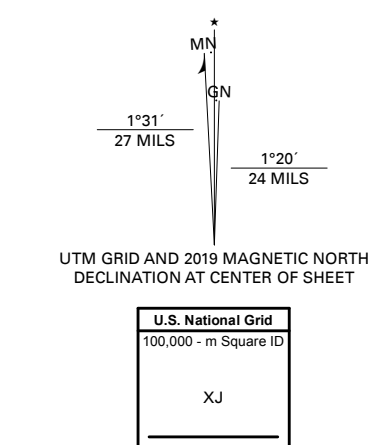 ★
MN
GN
1°31´
27 MILS
1°20´
24 MILS
UTM GRID AND 2019 MAGNETIC NORTH
DECLINATION AT CENTER OF SHEET
U.S. National Grid
100,000 - m Square ID
XJ